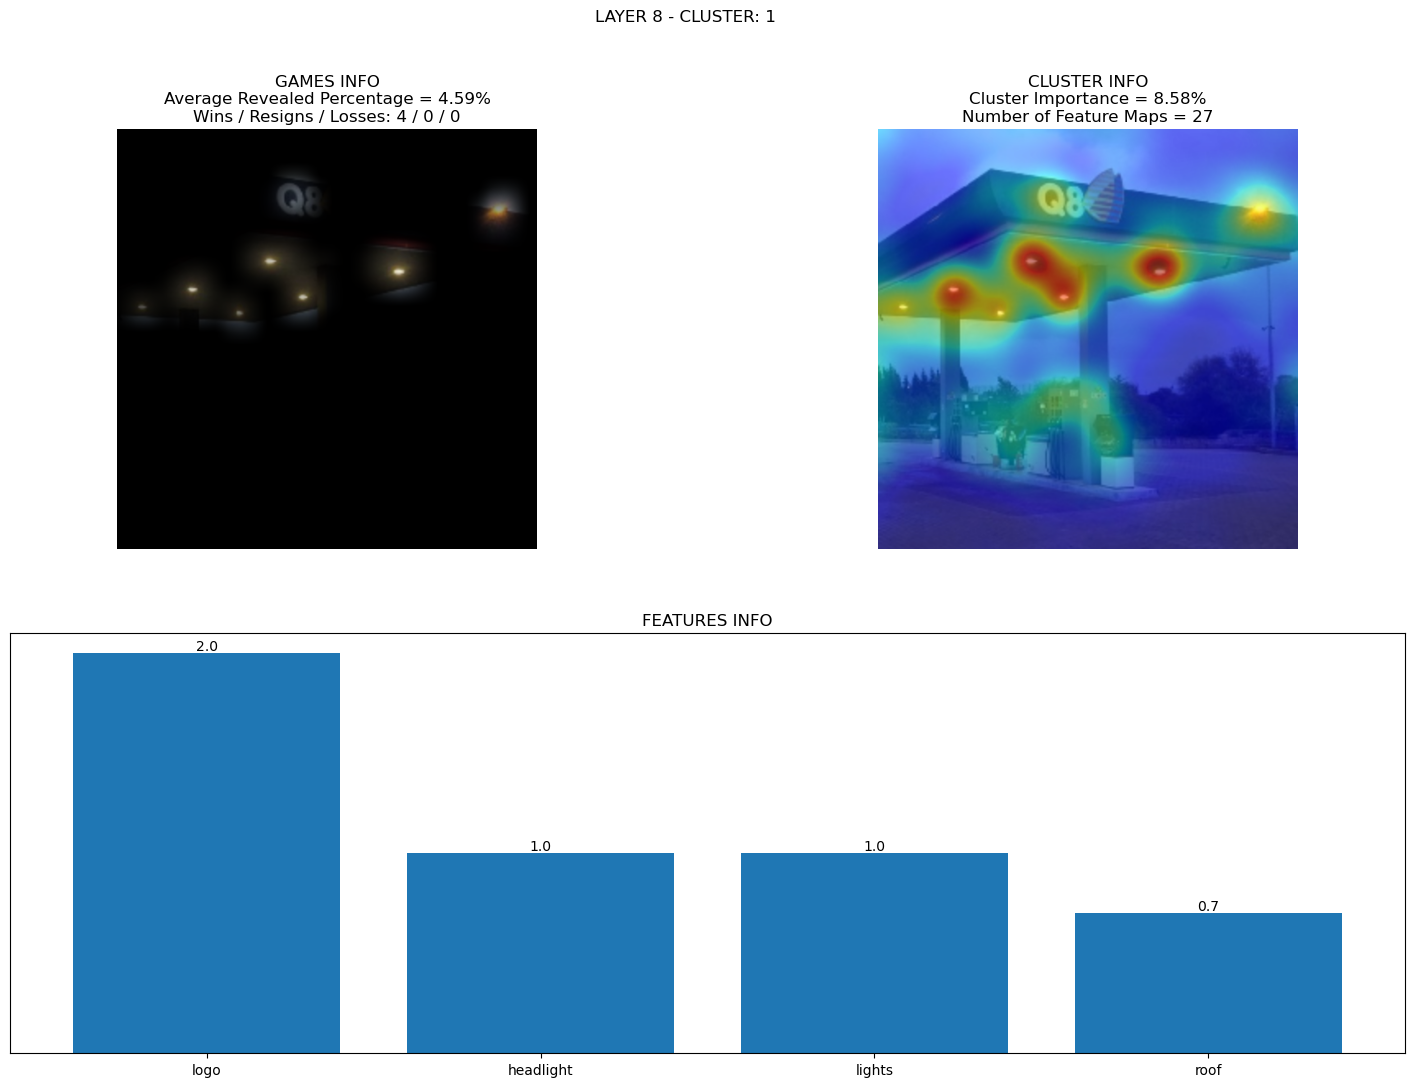 LAYER 8 - CLUSTER: 1
GAMES INFO
Average Revealed Percentage = 4.59%
Wins / Resigns / Losses: 4 / 0 / 0
CLUSTER INFO
Cluster Importance = 8.58%
Number of Feature Maps = 27
Q8
Q8
FEATURES INFO
2.0
1.0
1.0
0.7
logo
headlight
lights
roof